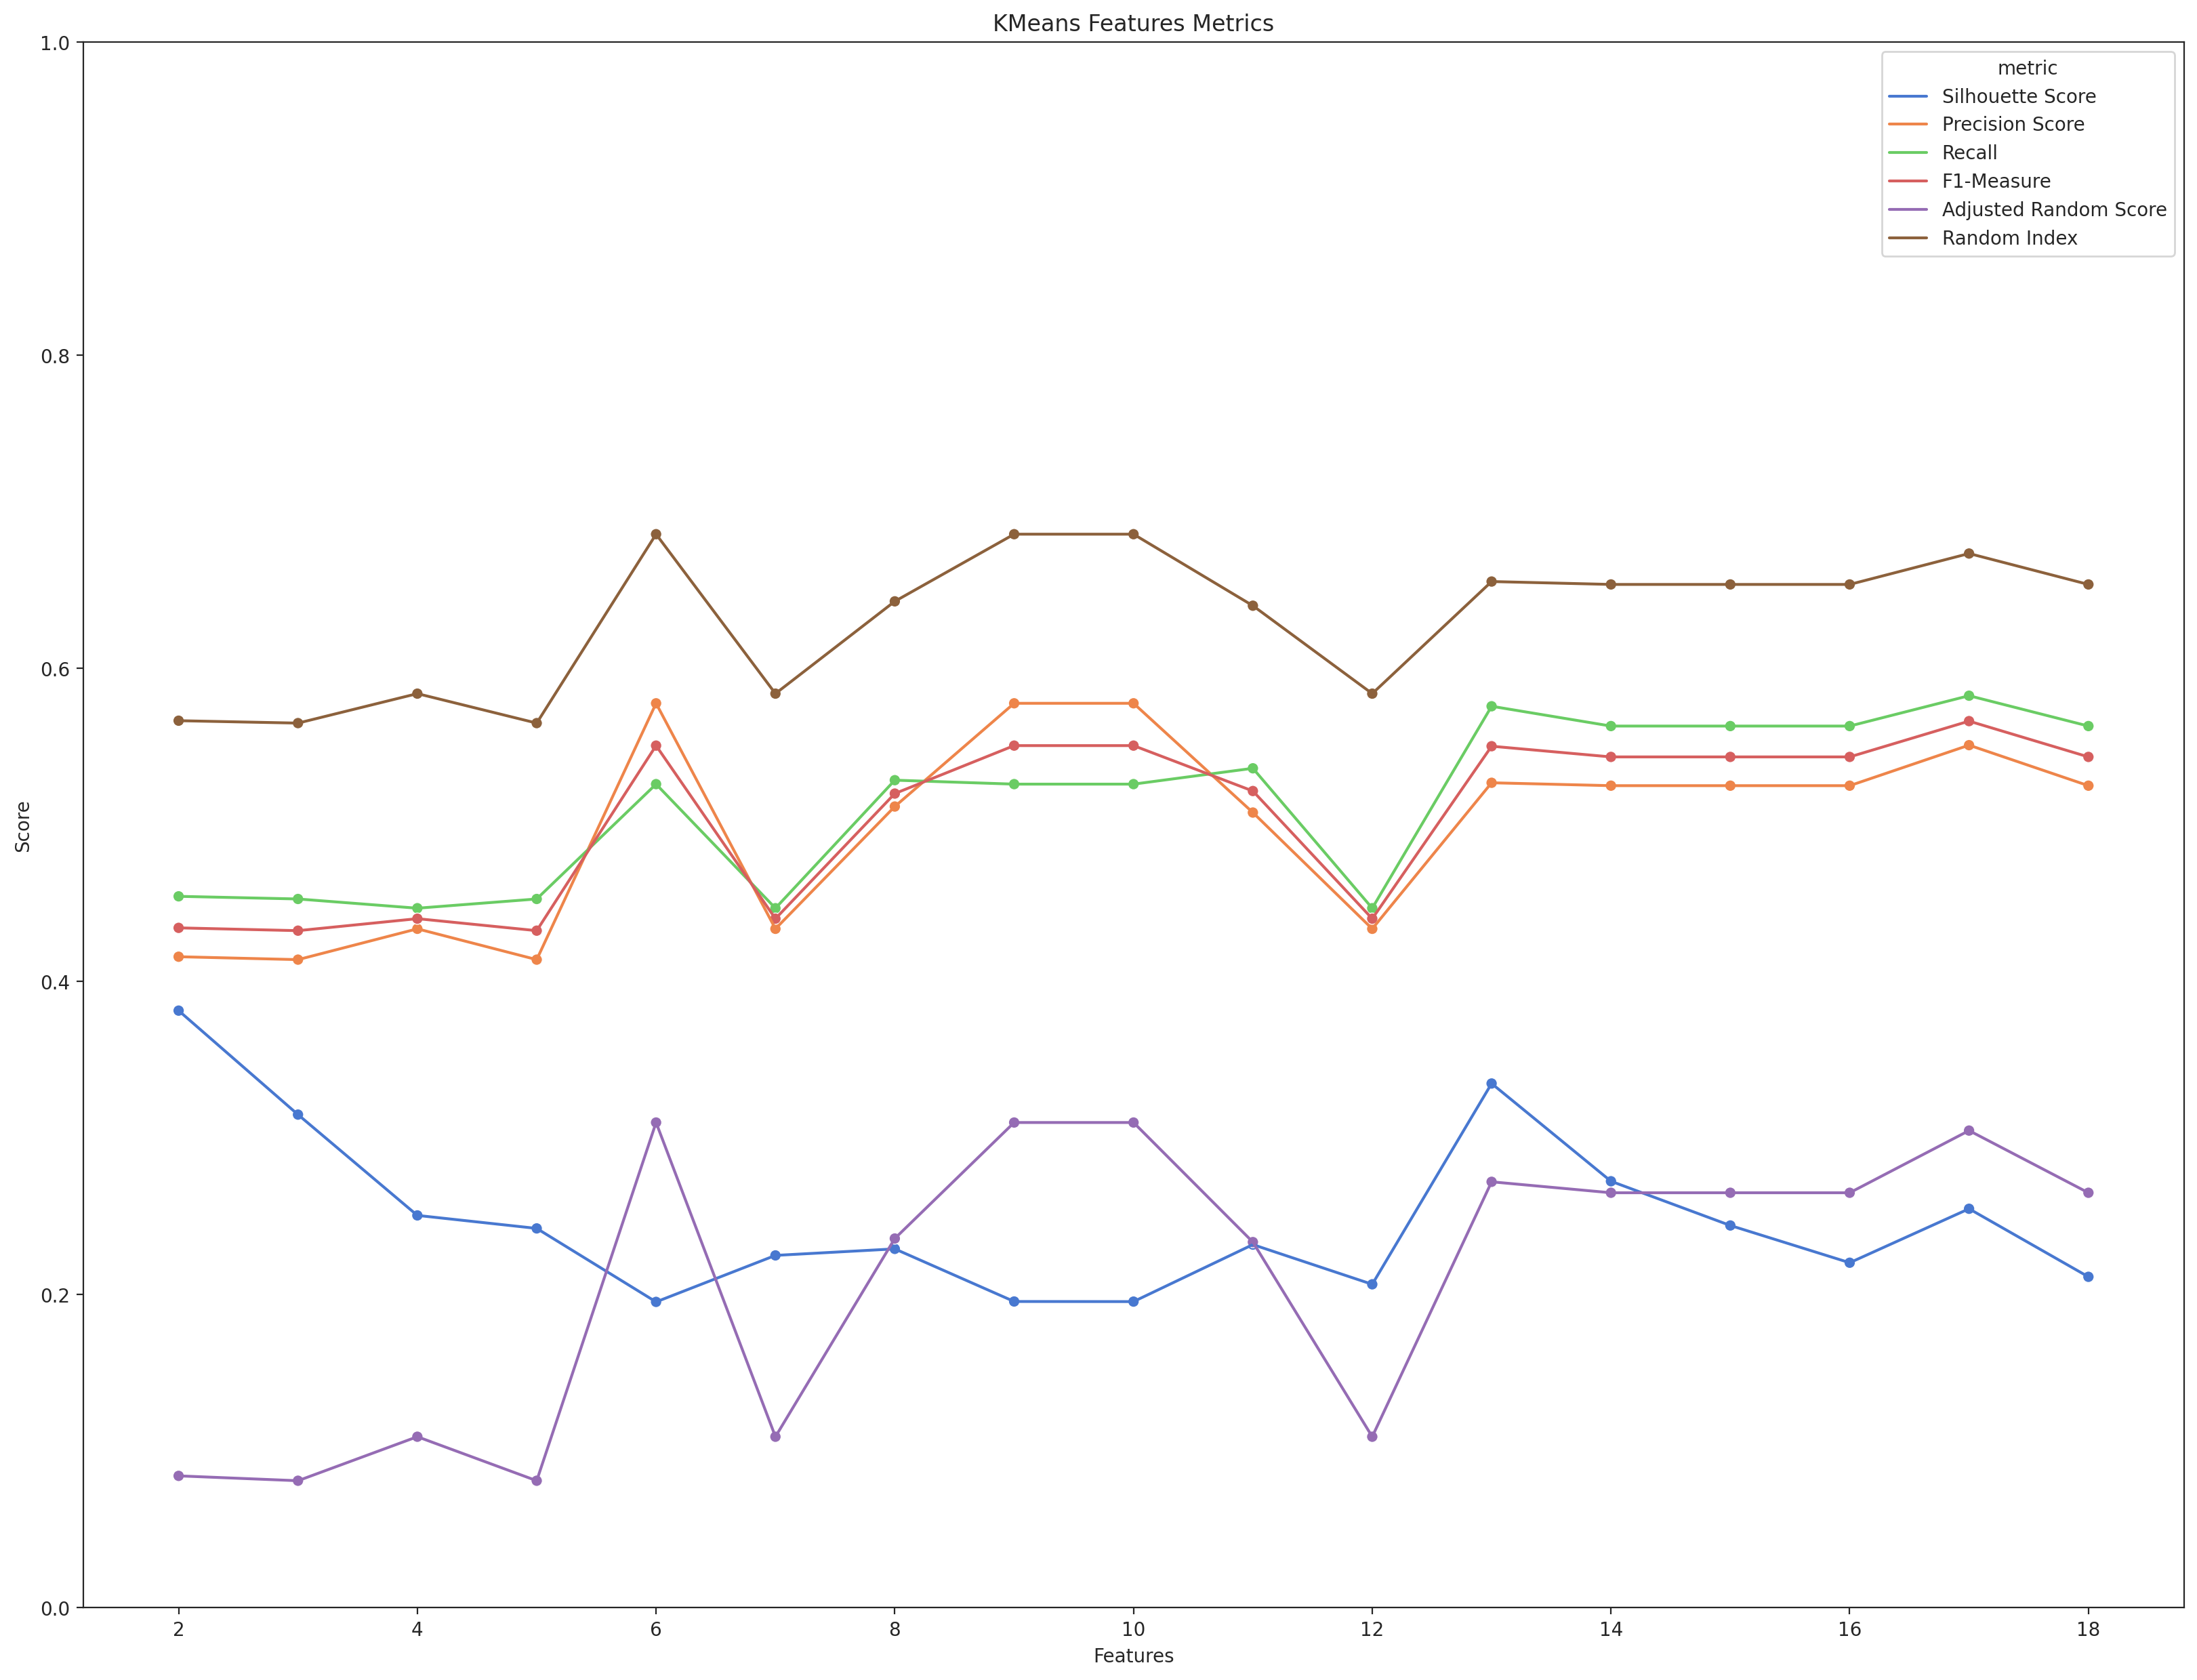 KMeans Features Metrics
metric
Silhouette Score
Precision Score
Recall
F1-Measure
Adjusted Random Score
Random Index
1.0
0.8
0.6
0.4
0.2
0.0
Score
2 4 6 8 10 12 14 16 18
Features